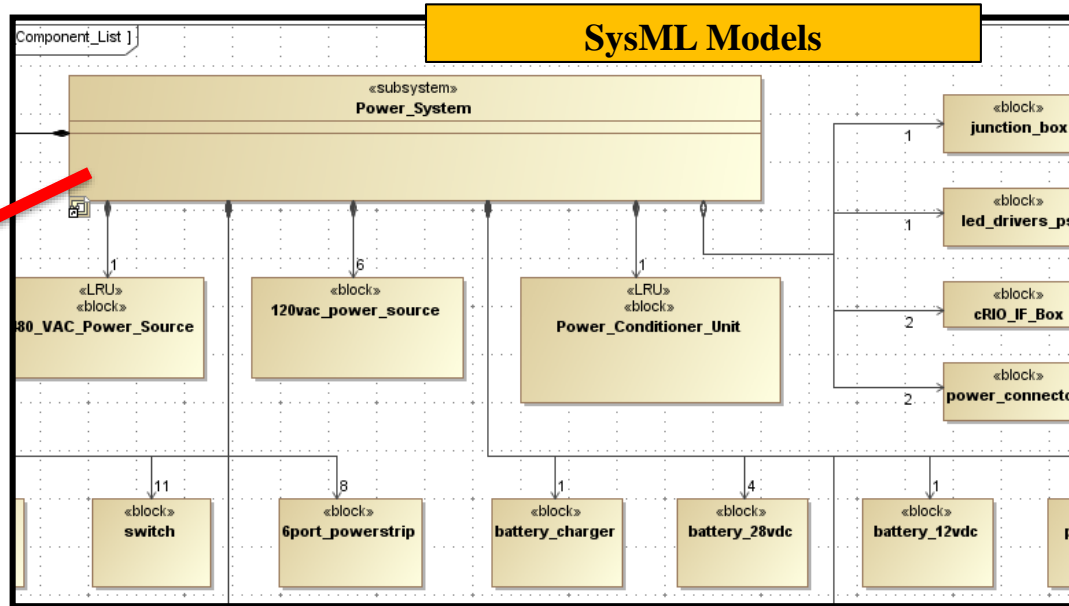 Component_List ]
SysML Models
«subsystem»
Power_System
1
«block»
junction_box
1
«block»
led_drivers_ps
2
«block»
cRIO_IF_Box
2
«block»
power_connecto
1
«LRU»
«block»
80_VAC_Power_Source
6
«block»
120vac_power_source
1
«LRU»
«block»
Power_Conditioner_Unit
11
«block»
switch
8
«block»
6port_powerstrip
1
«block»
battery_charger
4
«block»
battery_28vdc
1
«block»
battery_12vdc